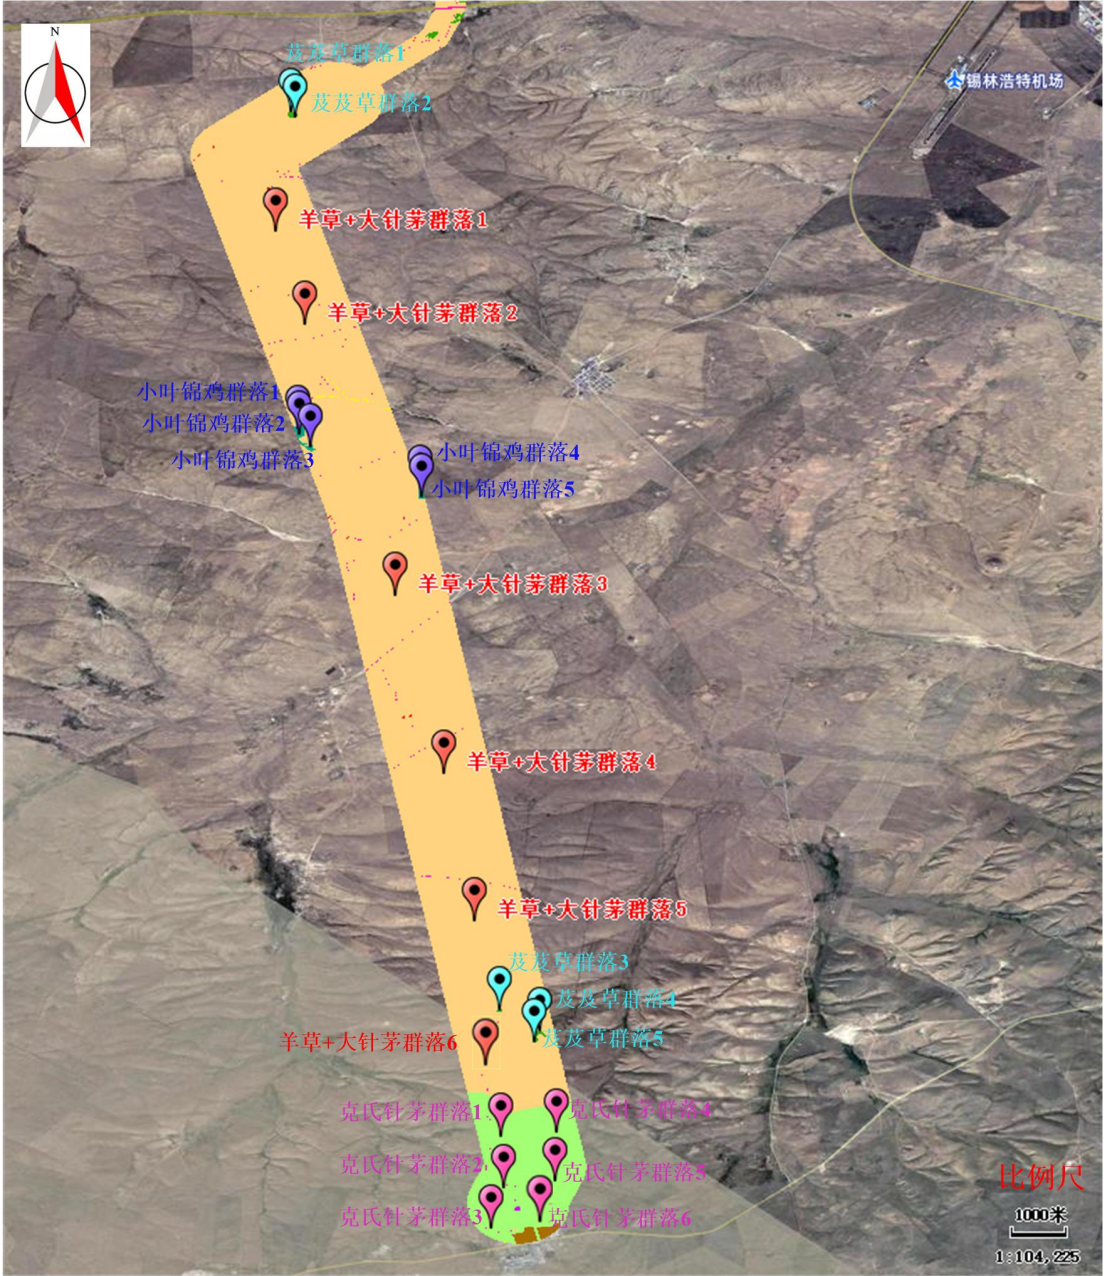 N
芨芨草群落1
锡林浩特机场
芨芨草群落2
羊草+大针茅群落1
羊草+大针茅群落2
小叶锦鸡群落1
小叶锦鸡群落2
小叶锦鸡群落3
小叶锦鸡群落4
小叶锦鸡群落5
羊草+大针茅群落3
羊草+大针茅群落4
羊草+大针茅群落5
芨芨草群落3
芨芨草群落4
芨芨草群落5
羊草+大针茅群落6
克氏针茅群落1
克氏针茅群落4
克氏针茅群落2
克氏针茅群落5
克氏针茅群落3
克氏针茅群落6
比例尺
1000米
1:104,225